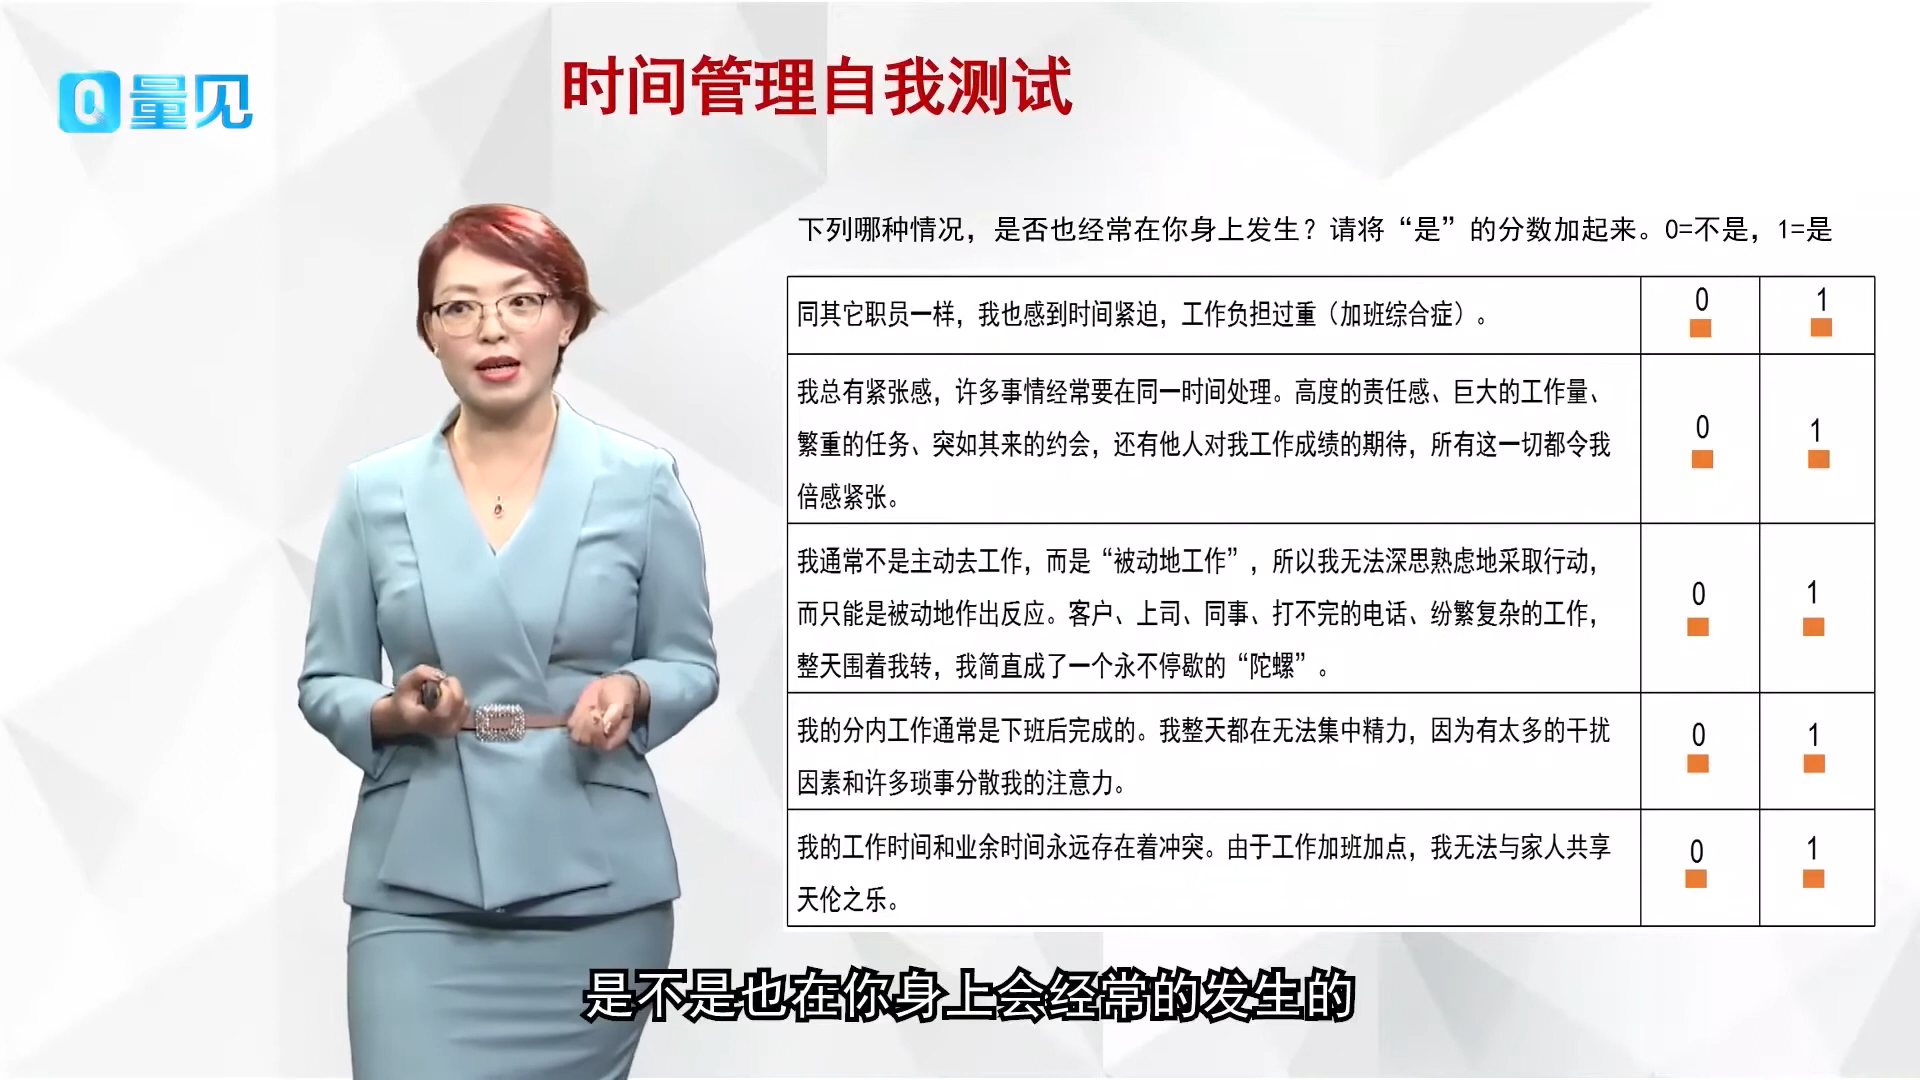 量见
时间管理自我测试
下列哪种情况，是否也经常在你身上发生？请将“是”的分数加起来。0=不是，1=是
同其它职员一样，我也感到时间紧迫，工作负担过重（加班综合症）。
0 1
我总有紧张感，许多事情经常要在同一时间处理。高度的责任感、巨大的工作量、
繁重的任务、突如其来的约会，还有他人对我工作成绩的期待，所有这一切都令我
倍感紧张。
0 1
我通常不是主动去工作，而是“被动地工作”，所以我无法深思熟虑地采取行动，
而只能是被动地作出反应。客户、上司、同事、打不完的电话、纷繁复杂的工作，
整天围着我转，我简直成了一个永不停歇的“陀螺”。
0 1
我的分内工作通常是下班后完成的。我整天都在无法集中精力，因为有太多的干扰
因素和许多琐事分散我的注意力。
0 1
我的工作时间和业余时间永远存在着冲突。由于工作加班加点，我无法与家人共享
天伦之乐。
0 1
是不是也在你身上会经常的发生的